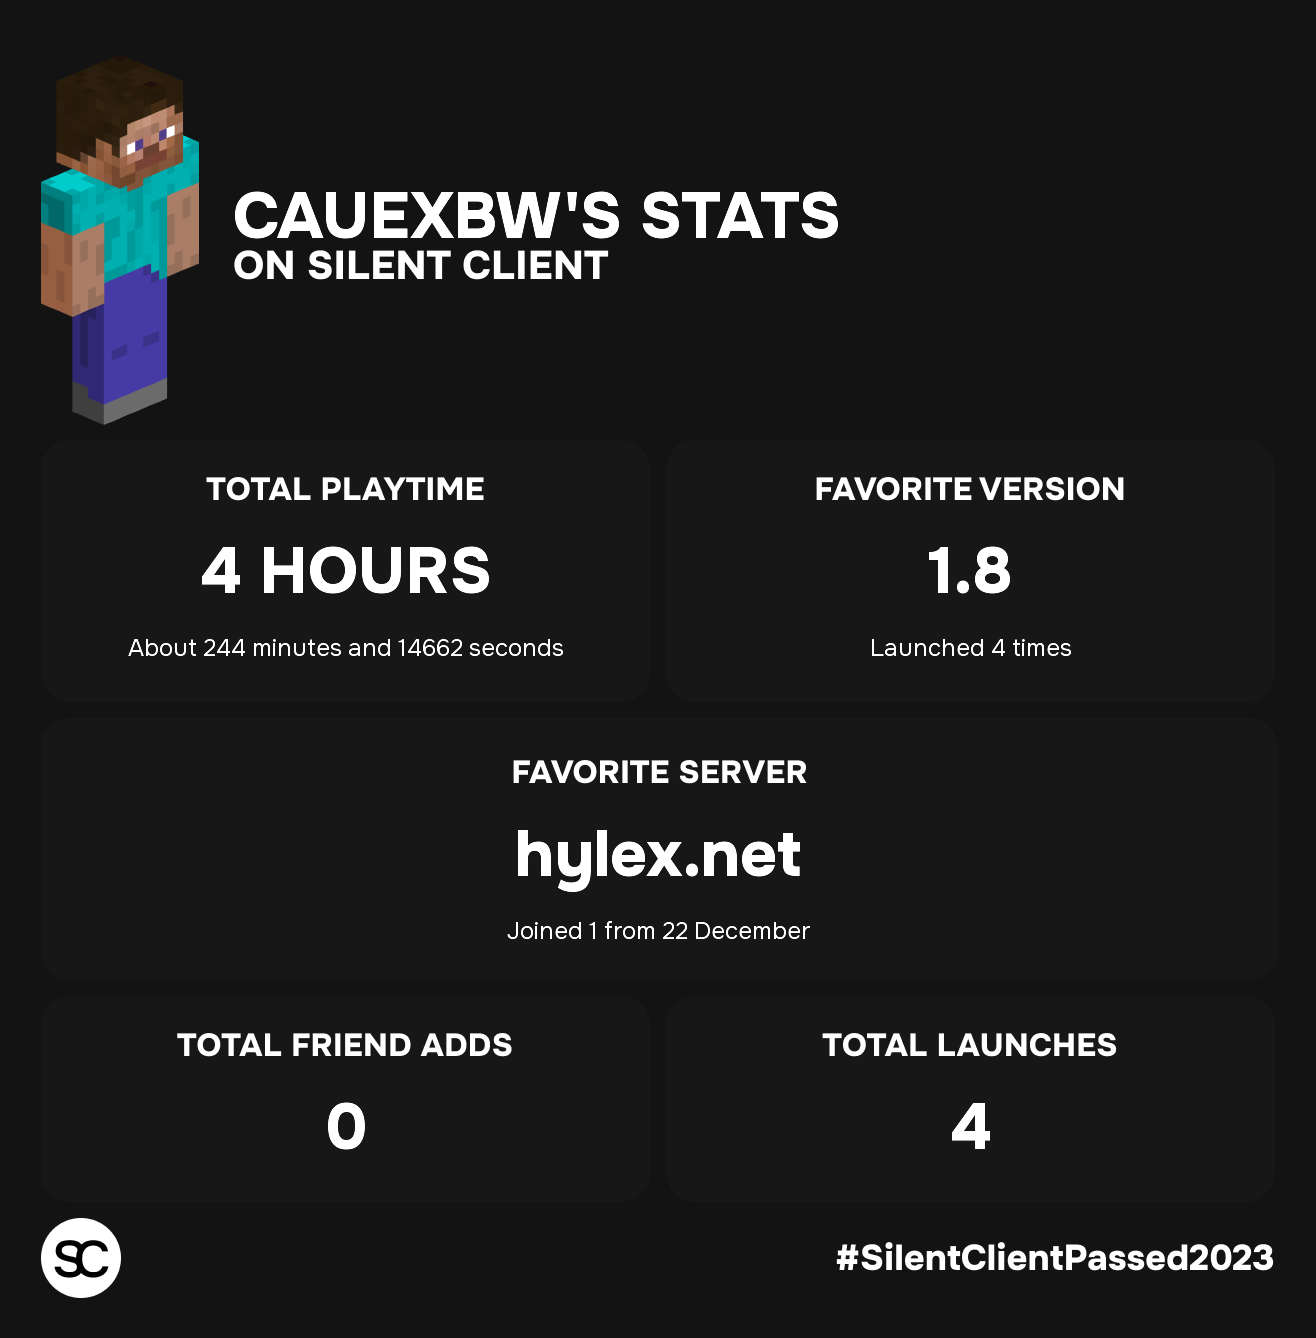 CAUEXBW'S STATS
ON SILENT CLIENT
TOTAL PLAYTIME
4 HOURS
About 244 minutes and 14662 seconds
FAVORITE VERSION
1.8
Launched 4 times
FAVORITE SERVER
hylex.net
Joined 1 from 22 December
TOTAL FRIEND ADDS
0
TOTAL LAUNCHES
4
SC
#SilentClientPassed2023